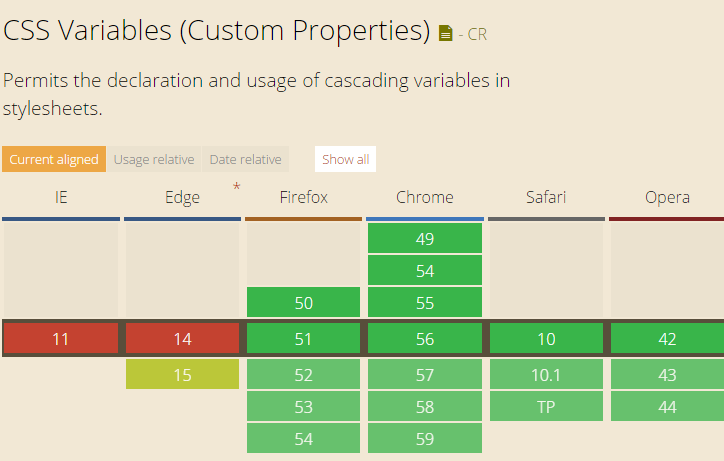 CSS Variables (Custom Properties) - CR
Permits the declaration and usage of cascading variables in
stylesheets.
Current aligned Usage relative Date relative Show all
IE Edge * Firefox Chrome Safari Opera
49
54
50 55
11 14 51 56 10 42
15 52 57 10.1 43
53 58 TP 44
54 59